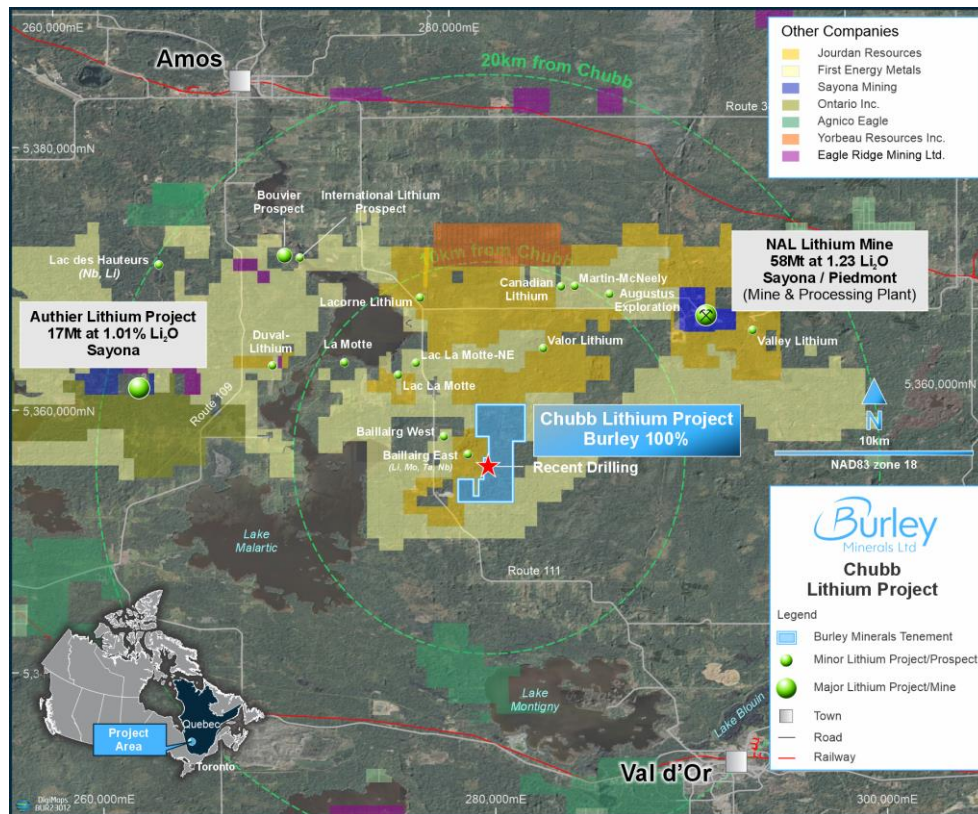 260,000mE
280,000mE
Amos
20km from Chubb
Route 3
5,380,000mN
Other Companies
Jourdan Resources
First Energy Metals
Sayona Mining
Ontario Inc.
Agnico Eagle
Yorbeau Resources Inc.
Eagle Ridge Mining Ltd.
Bouvier
Prospect
International Lithium
Prospect
Lac des Hauteurs
(Nb, Li)
10km from Chubb
Canadian
Lithium
Martin-McNeely
Augustus
Exploration
NAL Lithium Mine
58Mt at 1.23 Li₂O
Sayona / Piedmont
(Mine & Processing Plant)
Lacorne Lithium
Authier Lithium Project
17Mt at 1.01% Li₂O
Sayona
Duval-
Lithium
La Motte
Lac La Motte-NE
Valor Lithium
Valley Lithium
Lac La Motte
Route 109
5,360,000mN
5,360,000mN
Baillairg West
Baillairg East
(Li, Mo, Ta, Nb)
Chubb Lithium Project
Burley 100%
Recent Drilling
N
10km
NAD83 zone 18
Lake
Malartic
Route 111
Burley
Minerals Ltd
Chubb
Lithium Project
Legend
Burley Minerals Tenement
Minor Lithium Project/Prospect
Major Lithium Project/Mine
Town
Road
Railway
5,3
Quebec
Project
Area
Toronto
Lake
Montigny
Lake Blouin
Val d'Or
DigiMaps
260,000mE
280,000mE
300,000mE